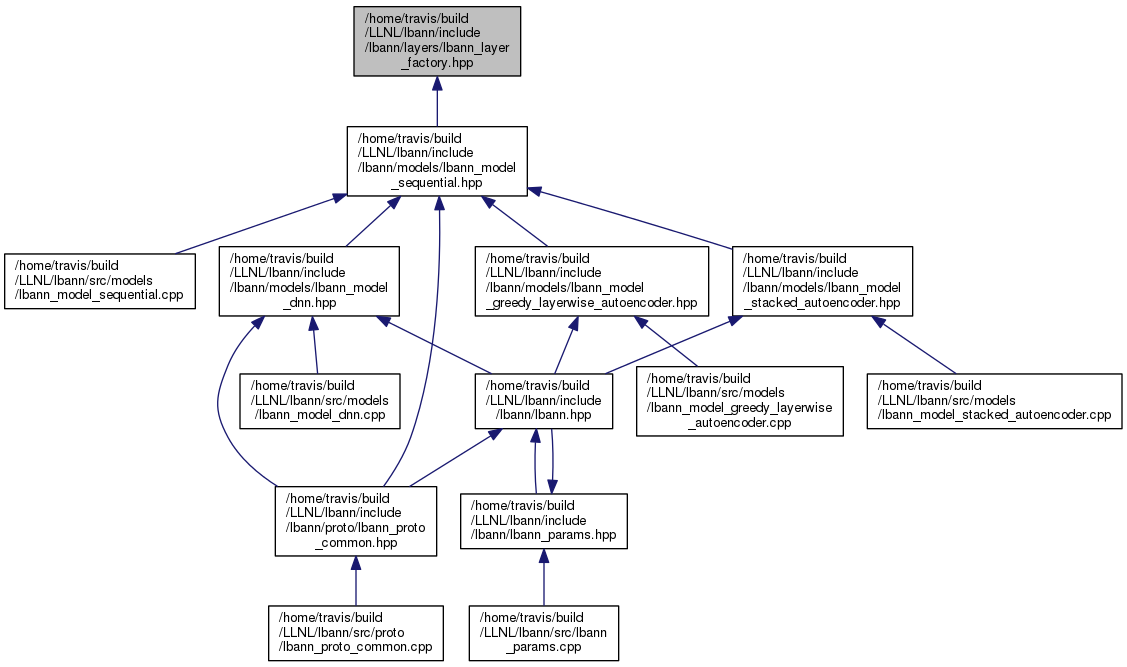 /home/travis/build
/LLNL/lbann/include
/lbann/layers/lbann_layer
_factory.hpp
/home/travis/build
/LLNL/lbann/include
/lbann/models/lbann_model
_sequential.hpp
/home/travis/build
/LLNL/lbann/src/models
/lbann_model_sequential.cpp
/home/travis/build
/LLNL/lbann/include
/lbann/models/lbann_model
_dnn.hpp
/home/travis/build
/LLNL/lbann/include
/lbann/models/lbann_model
_greedy_layerwise_autoencoder.hpp
/home/travis/build
/LLNL/lbann/include
/lbann/models/lbann_model
_stacked_autoencoder.hpp
/home/travis/build
/LLNL/lbann/src/models
/lbann_model_dnn.cpp
/home/travis/build
/LLNL/lbann/include
/lbann/lbann.hpp
/home/travis/build
/LLNL/lbann/src/models
/lbann_model_greedy_layerwise
_autoencoder.cpp
/home/travis/build
/LLNL/lbann/src/models
/lbann_model_stacked_autoencoder.cpp
/home/travis/build
/LLNL/lbann/include
/lbann/proto/lbann_proto
_common.hpp
/home/travis/build
/LLNL/lbann/include
/lbann/lbann_params.hpp
/home/travis/build
/LLNL/lbann/src/proto
/lbann_proto_common.cpp
/home/travis/build
/LLNL/lbann/src/lbann
_params.cpp